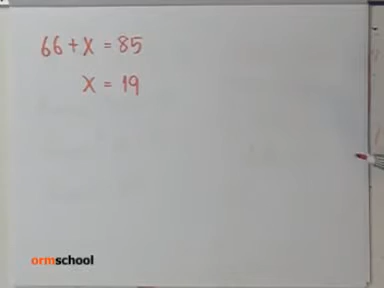 66 + x = 85
x = 19
ormschool